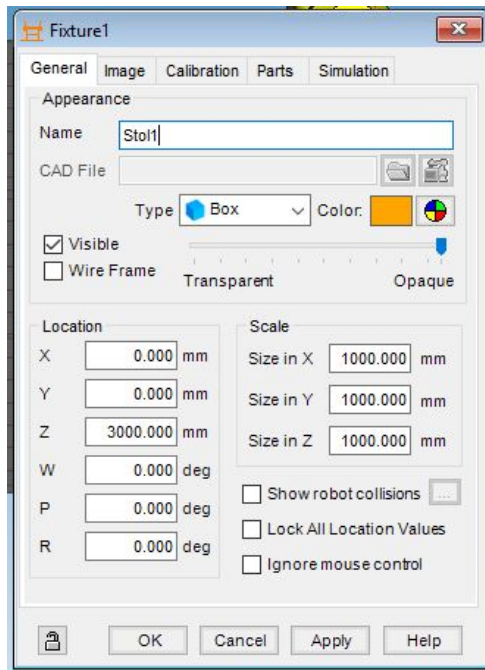 Fixture1
General Image Calibration Parts Simulation
Appearance
Name Stol1
CAD File
Type Box Color:
Visible
Wire Frame
Transparent Opaque
Location
X 0.000 mm
Y 0.000 mm
Z 3000.000 mm
W 0.000 deg
P 0.000 deg
R 0.000 deg
Scale
Size in X 1000.000 mm
Size in Y 1000.000 mm
Size in Z 1000.000 mm
Show robot collisions ...
Lock All Location Values
Ignore mouse control
OK Cancel Apply Help